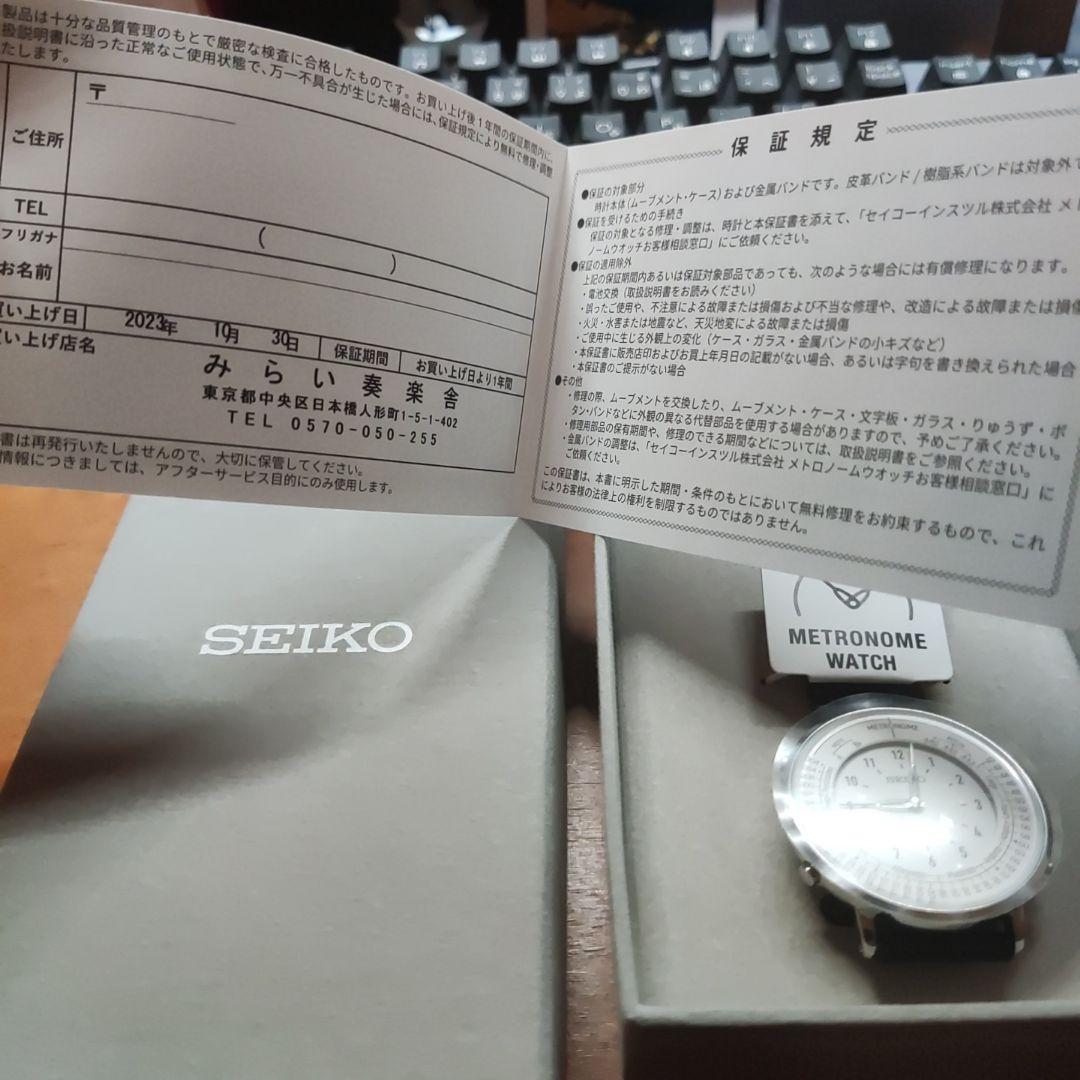 製品は十分な品質管理のもとで厳密な検査に合格したものです。お買い上げ後1年間の保証期間内に、
扱説明書に沿った正常なご使用状態で、万一不具合が生じた場合には、保証規定により無料で修理・調整
たします。
ご住所
〒
TEL
( )
フリガナ
お名前
買い上げ日
2023年 10月 30日
保証期間
お買い上げ日より1年間
買い上げ店名
みらい奏楽舎
東京都中央区日本橋人形町1-5-1-402
TEL 0570-050-255
書は再発行いたしませんので、大切に保管してください。
情報につきましては、アフターサービス目的にのみ使用します。
保証規定
●保証の対象部分
時計本体(ムーブメント・ケース)および金属バンドです。皮革バンド/樹脂系バンドは対象外で
●保証を受けるための手続き
保証の対象となる修理・調整は、時計と本保証書を添えて、「セイコーインスツル株式会社 メト
ノームウオッチお客様相談窓口」にご依頼ください。
●保証の適用除外
上記の保証期間内あるいは保証対象部品であっても、次のような場合には有償修理になります。
・電池交換(取扱説明書をお読みください)
・誤ったご使用や、不注意による故障または損傷および不当な修理や、改造による故障または損傷
・火災・水害または地震など、天災地変による故障または損傷
・ご使用中に生じる外観上の変化(ケース・ガラス・金属バンドの小キズなど)
・本保証書に販売店印およびお買上年月日の記載がない場合、あるいは字句を書き換えられた場合
・本保証書のご提示がない場合
●その他
・修理の際、ムーブメントを交換したり、ムーブメント・ケース・文字板・ガラス・りゅうず・ボ
タン・バンドなどに外観の異なる代替部品を使用する場合がありますので、予めご了承ください。
・修理用部品の保有期間や、修理のできる期間などについては、取扱説明書をご参照ください。
・金属バンドの調整は、「セイコーインスツル株式会社 メトロノームウオッチお客様相談窓口」に
ご依頼ください。
この保証書は、本書に明示した期間・条件のもとにおいて無料修理をお約束するもので、これ
によりお客様の法律上の権利を制限するものではありません。
SEIKO
METRONOME
WATCH
METRONOME
11 12 1
10 2
SEIKO
3
7 6 5 4